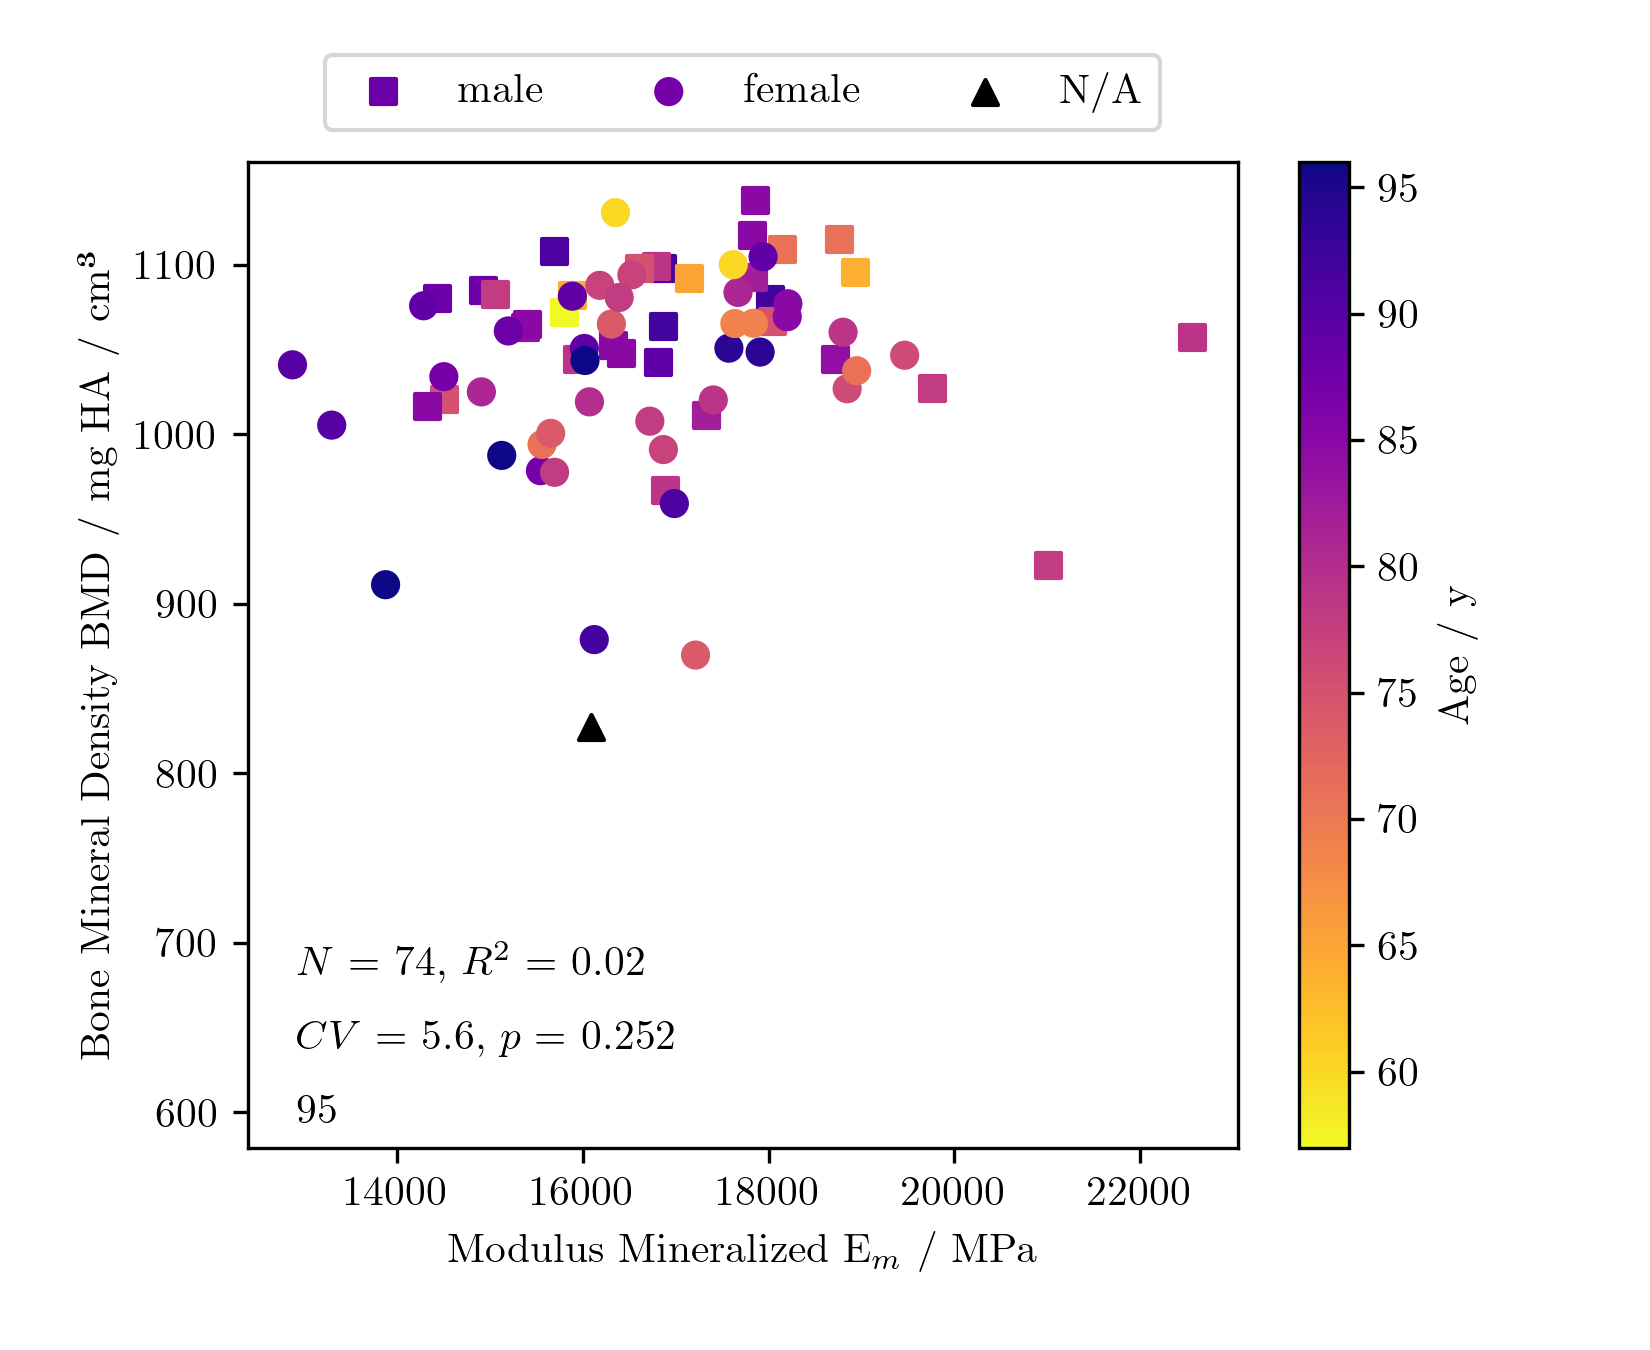 male female N/A
Bone Mineral Density BMD / mg HA / cm³
1100
1000
900
800
700
600
N = 74, R² = 0.02
CV = 5.6, p = 0.252
95
14000 16000 18000 20000 22000
Modulus Mineralized Eₘ / MPa
95
90
85
80
75
70
65
60
Age / y